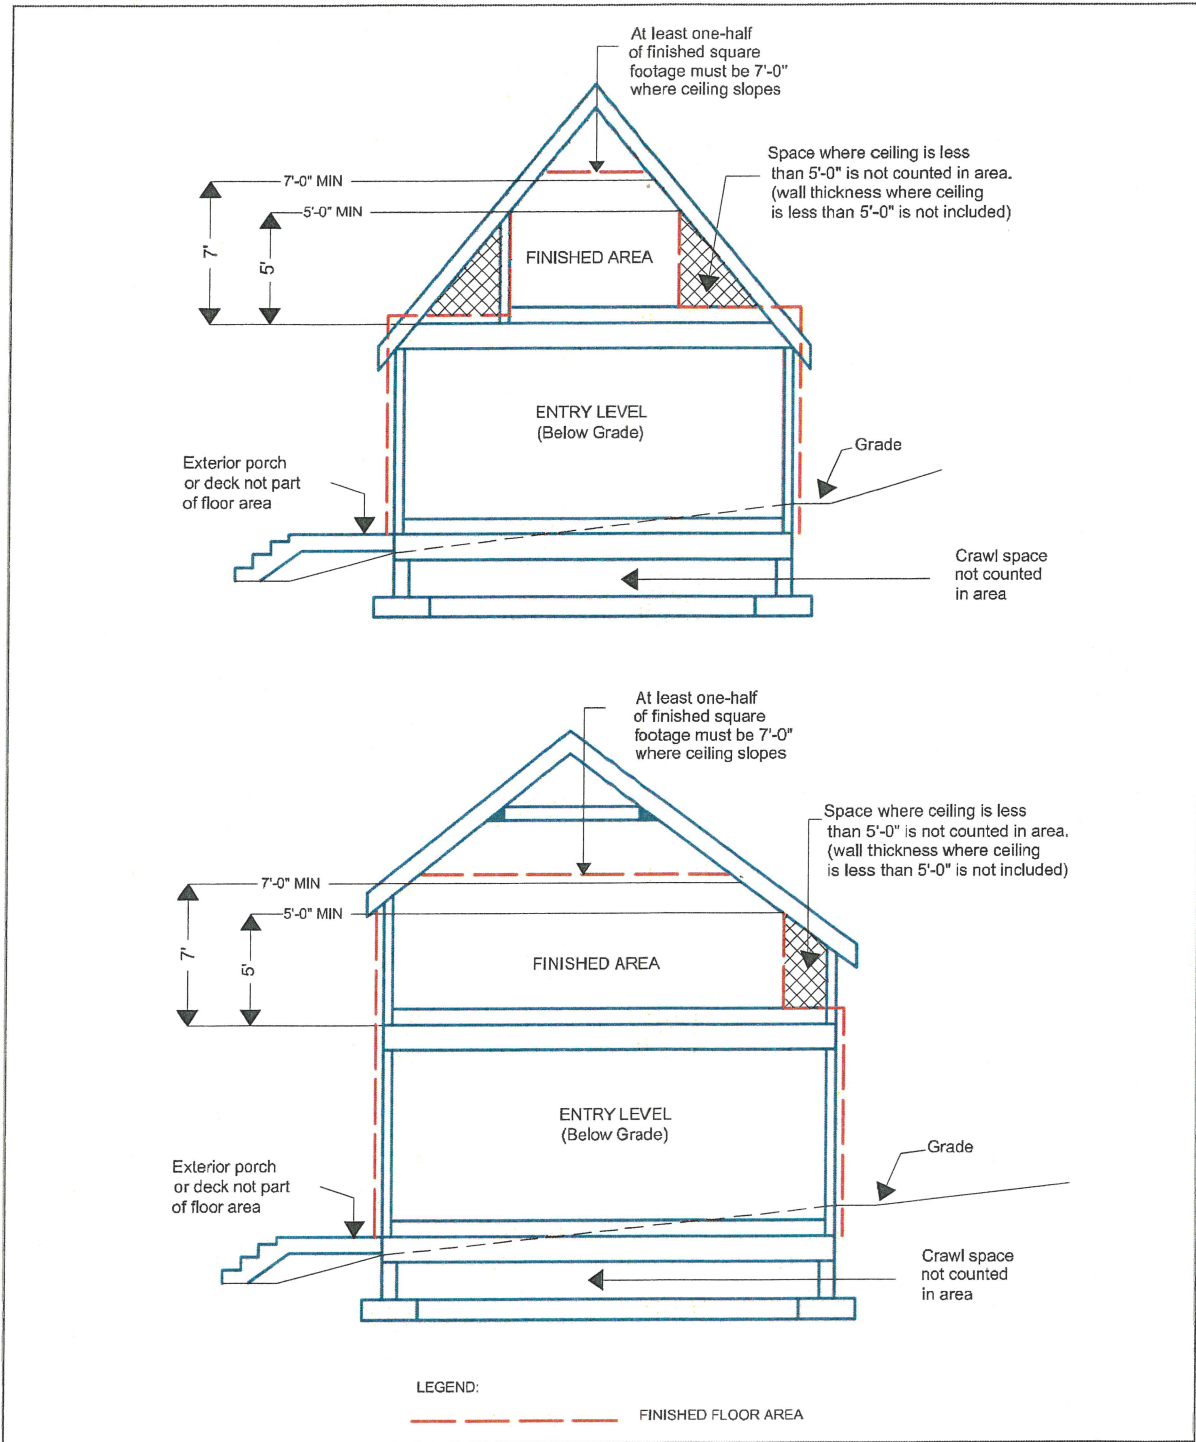 At least one-half
of finished square
footage must be 7'-0"
where ceiling slopes
Space where ceiling is less
than 5'-0" is not counted in area.
(wall thickness where ceiling
is less than 5'-0" is not included)
7'-0" MIN
5'-0" MIN
7'
5'
FINISHED AREA
ENTRY LEVEL
(Below Grade)
Grade
Exterior porch
or deck not part
of floor area
Crawl space
not counted
in area
At least one-half
of finished square
footage must be 7'-0"
where ceiling slopes
Space where ceiling is less
than 5'-0" is not counted in area.
(wall thickness where ceiling
is less than 5'-0" is not included)
7'-0" MIN
5'-0" MIN
7'
5'
FINISHED AREA
ENTRY LEVEL
(Below Grade)
Grade
Exterior porch
or deck not part
of floor area
Crawl space
not counted
in area
LEGEND:
FINISHED FLOOR AREA